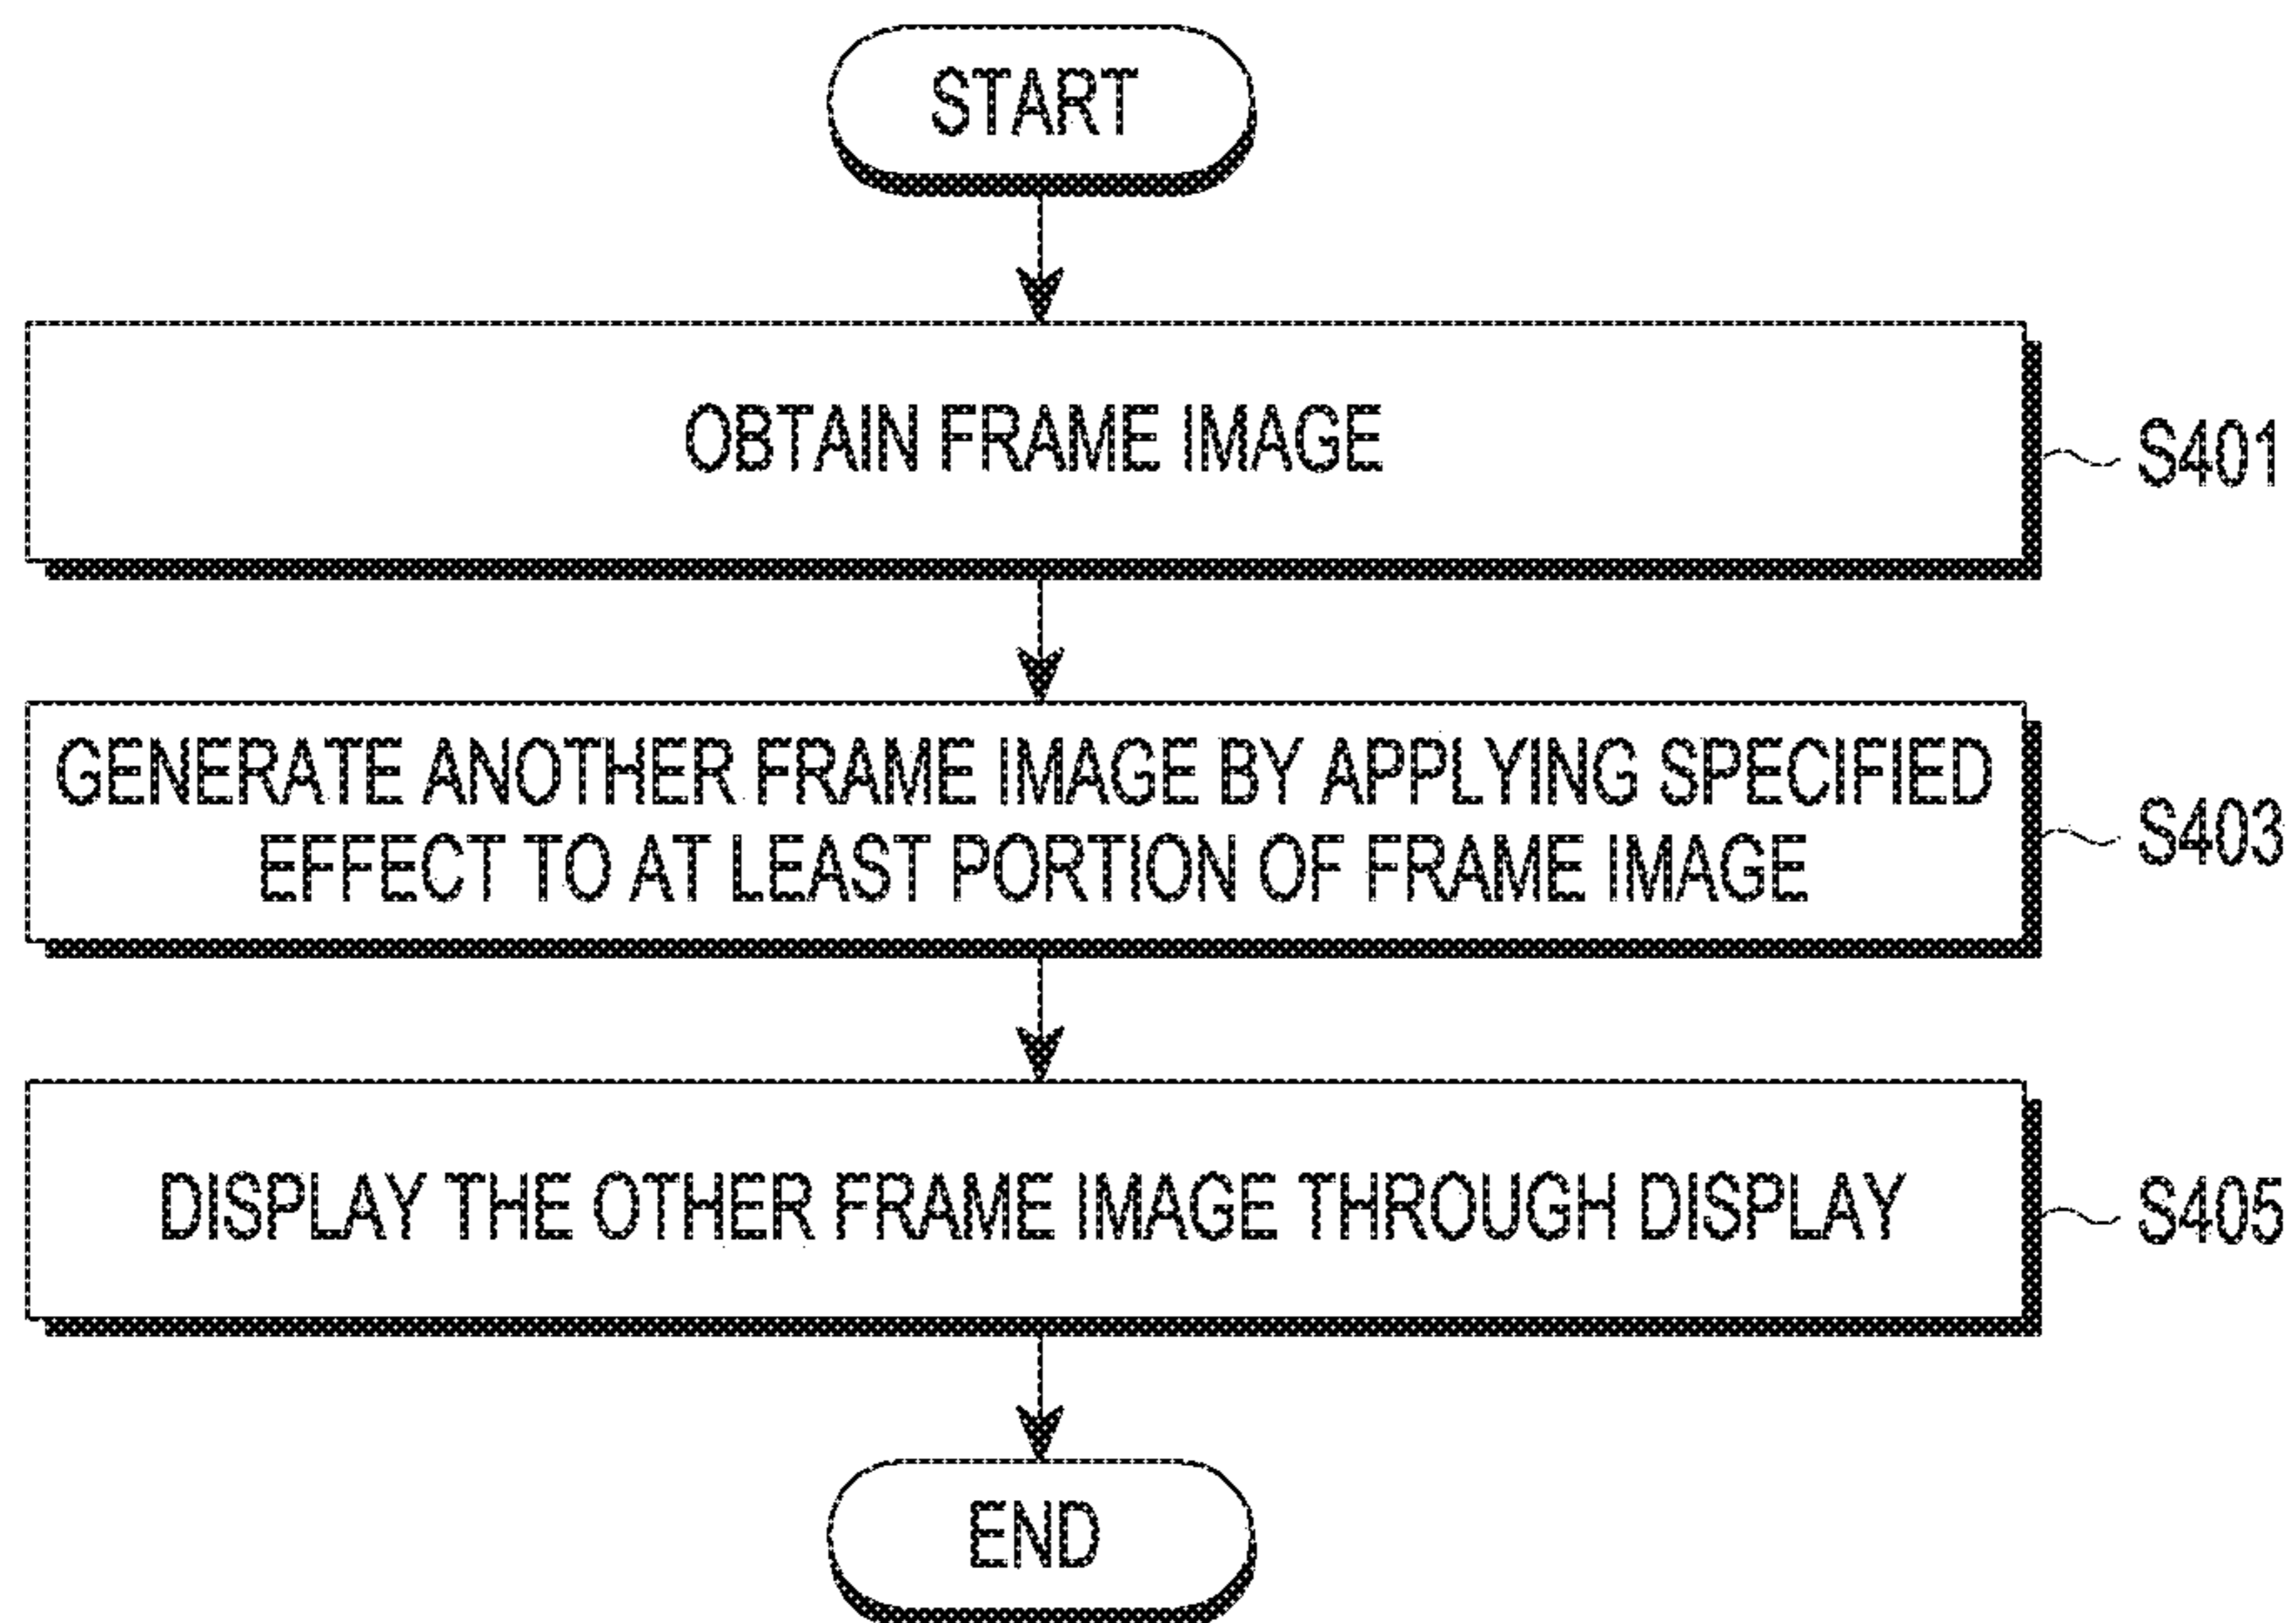 START
OBTAIN FRAME IMAGE
S401
GENERATE ANOTHER FRAME IMAGE BY APPLYING SPECIFIED
EFFECT TO AT LEAST PORTION OF FRAME IMAGE
S403
DISPLAY THE OTHER FRAME IMAGE THROUGH DISPLAY
S405
END